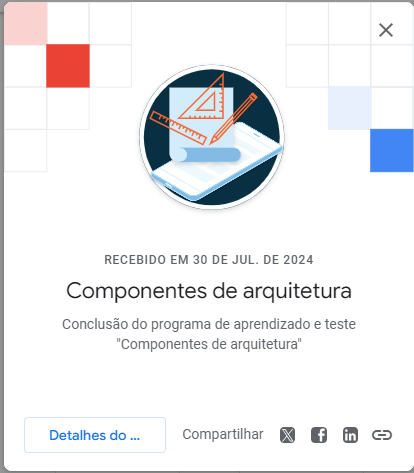 RECEBIDO EM 30 DE JUL. DE 2024
Componentes de arquitetura
Conclusão do programa de aprendizado e teste
"Componentes de arquitetura"
Detalhes do ...
Compartilhar